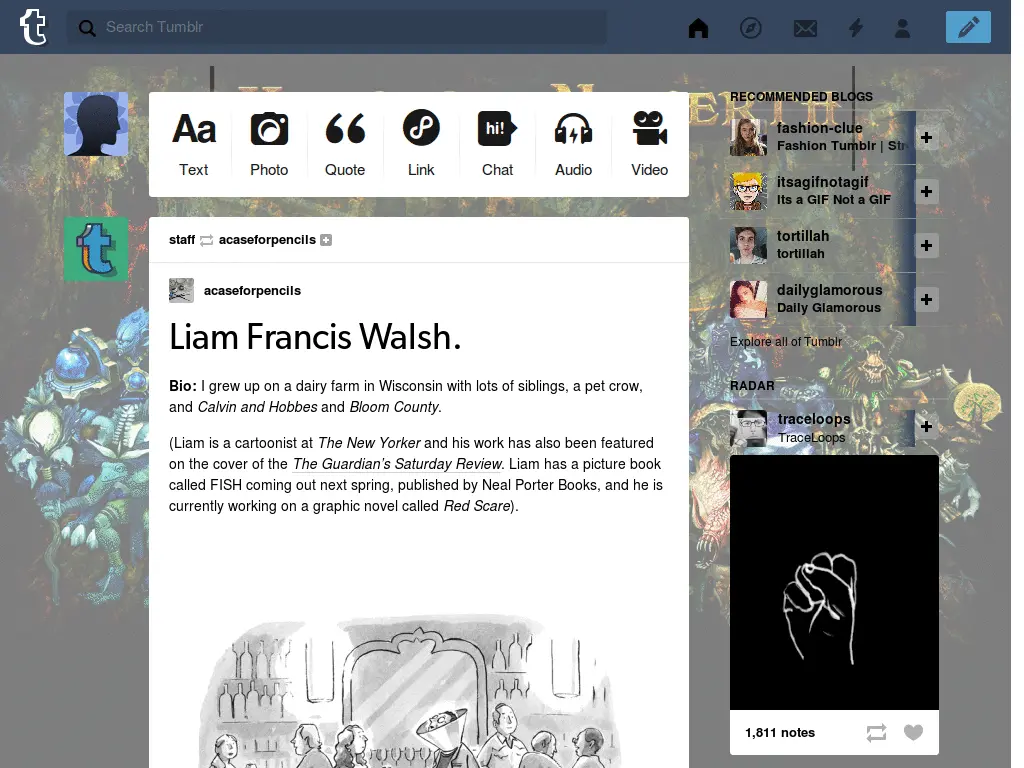 t
Search Tumblr
Aa
hi!
Text
Photo
Quote
Link
Chat
Audio
Video
t
staff acaseforpencils
acaseforpencils
Liam Francis Walsh.
Bio: I grew up on a dairy farm in Wisconsin with lots of siblings, a pet crow,
and Calvin and Hobbes and Bloom County.
(Liam is a cartoonist at The New Yorker and his work has also been featured
on the cover of the The Guardian's Saturday Review. Liam has a picture book
called FISH coming out next spring, published by Neal Porter Books, and he is
currently working on a graphic novel called Red Scare).
RECOMMENDED BLOGS
fashion-clue
Fashion Tumblr | Str
itsagifnotagif
Its a GIF Not a GIF
tortillah
tortillah
dailyglamorous
Daily Glamorous
Explore all of Tumblr
RADAR
traceloops
TraceLoops
1,811 notes